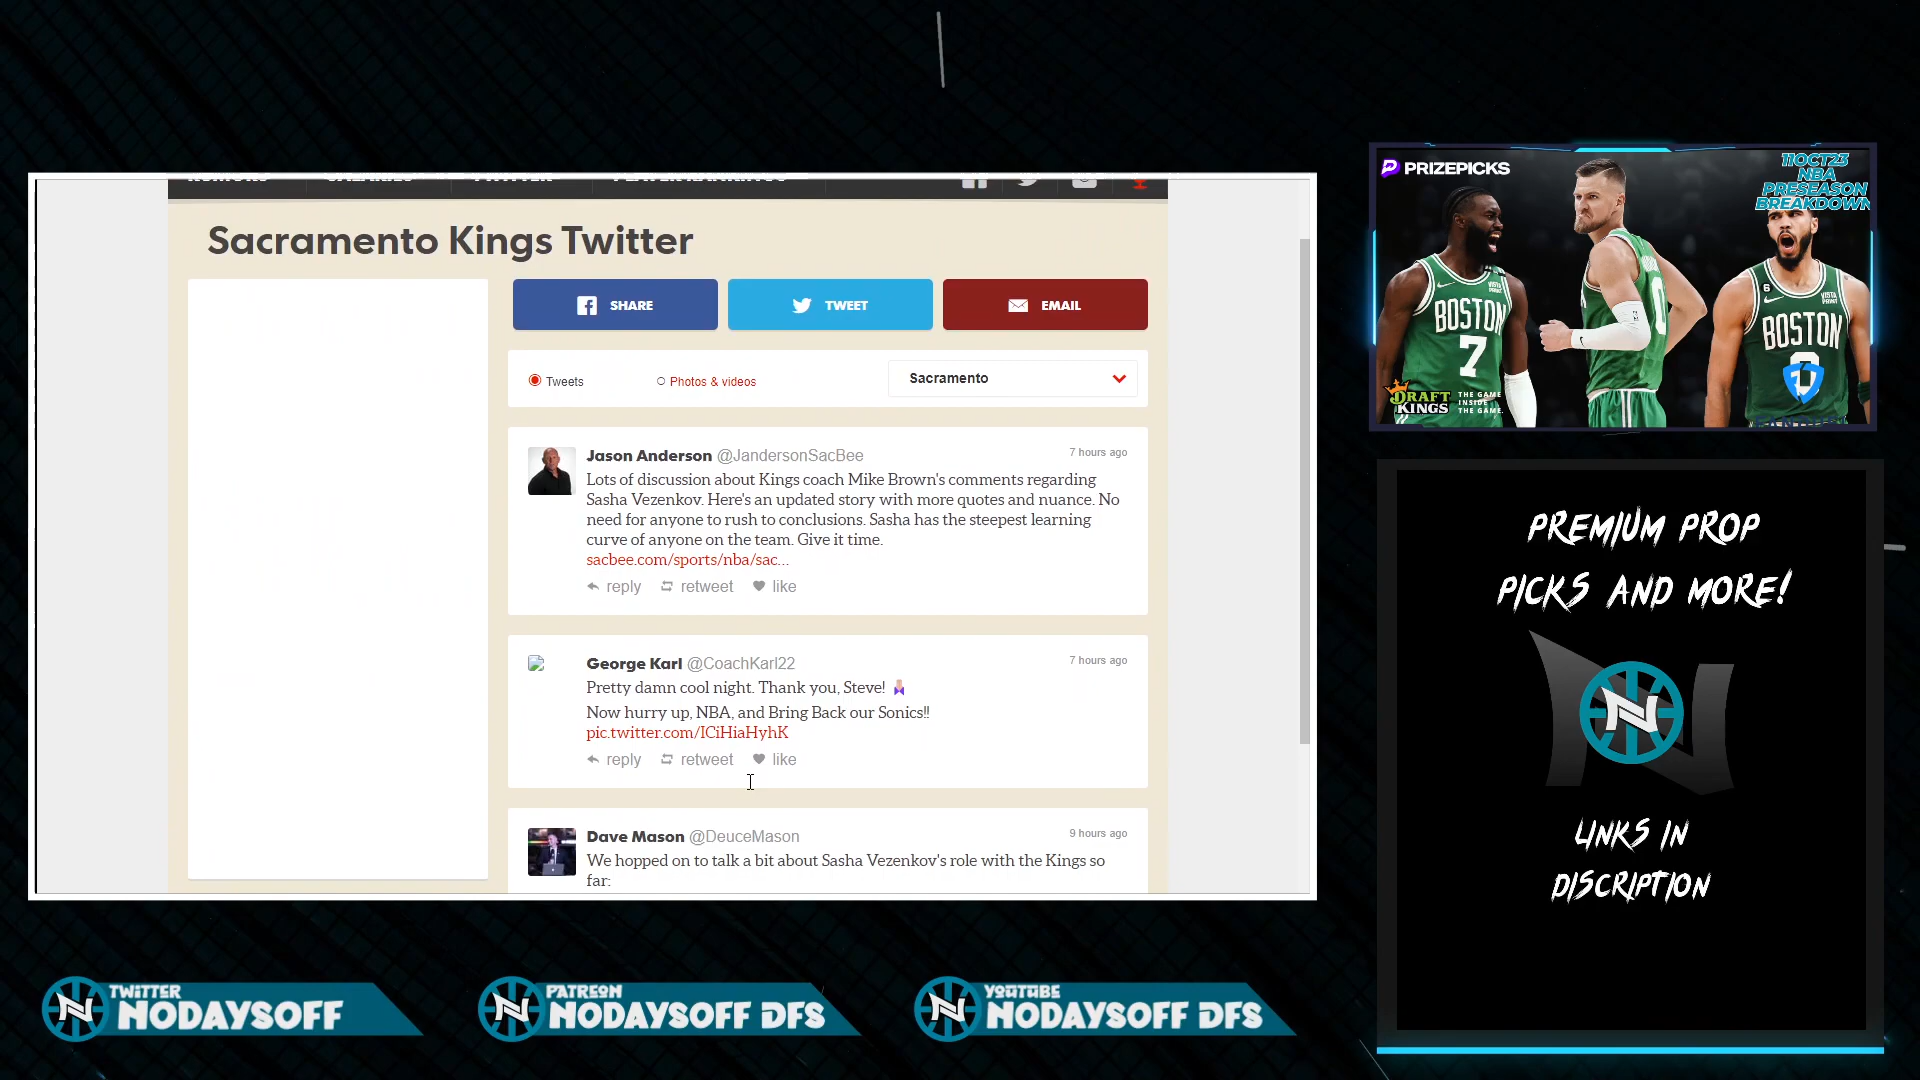 Sacramento Kings Twitter
SHARE
TWEET
EMAIL
Tweets
Photos & videos
Sacramento
Jason Anderson @JandersonSacBee
7 hours ago
Lots of discussion about Kings coach Mike Brown's comments regarding
Sasha Vezenkov. Here's an updated story with more quotes and nuance. No
need for anyone to rush to conclusions. Sasha has the steepest learning
curve of anyone on the team. Give it time.
sacbee.com/sports/nba/sac...
reply retweet like
George Karl @CoachKarl22
7 hours ago
Pretty damn cool night. Thank you, Steve!
Now hurry up, NBA, and Bring Back our Sonics!!
pic.twitter.com/ICiHiaHyhK
reply retweet like
Dave Mason @DeuceMason
9 hours ago
We hopped on to talk a bit about Sasha Vezenkov's role with the Kings so
far:
PRIZEPICKS
11OCT23
NBA
PRESEASON
BREAKDOWN
BOSTON
7
BOSTON
0
6
DRAFT
KINGS
THE GAME
INSIDE
THE GAME.
PREMIUM PROP
PICKS AND MORE!
N
LINKS IN
DISCRIPTION
TWITTER
NODAYSOFF
PATREON
NODAYSOFF DFS
YOUTUBE
NODAYSOFF DFS